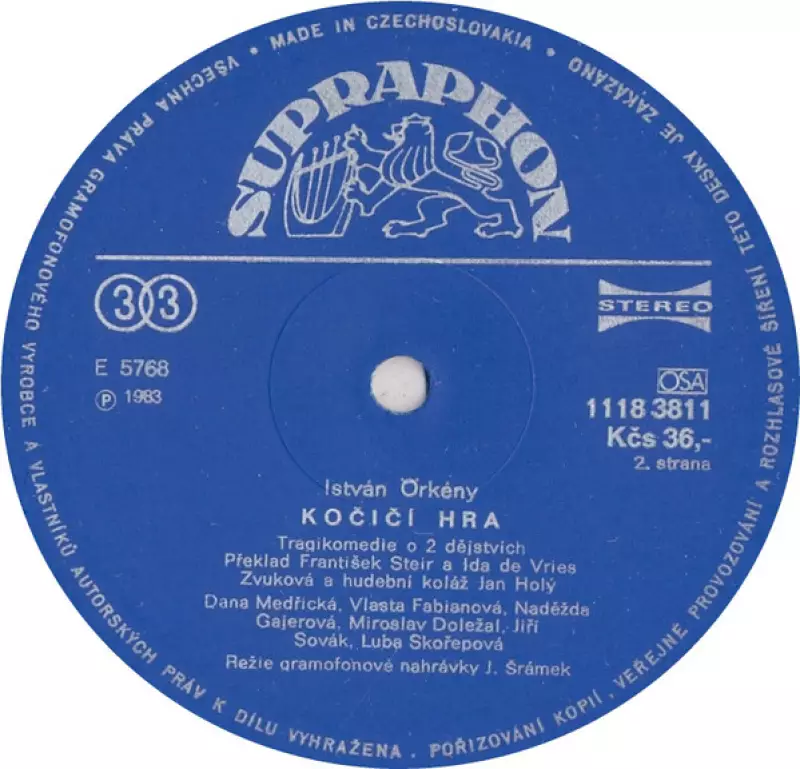 VŠECHNA PRÁVA GRAMOFONOVÉHO VÝROBCE A VLASTNÍKŮ AUTORSKÝCH PRÁV K DÍLU VYHRAŽENA . POŘIZOVÁNÍ KOPIÍ, VEŘEJNÉ PROVOZOVÁNÍ A ROZHLASOVÉ ŠÍŘENÍ TÉTO DESKY JE ZAKÁZÁNO • MADE IN CZECHOSLOVAKIA •
SUPRAPHON
33
STEREO
E 5768
Ⓟ 1983
OSA
1118 3811
Kčs 36,-
2. strana
István Örkény
KOČIČÍ HRA
Tragikomedie o 2 dějstvích
Překlad František Steir a Ida de Vries
Zvuková a hudební koláž Jan Holý
Dana Medřická, Vlasta Fabianová, Naděžda
Gajerová, Miroslav Doležal, Jiří
Sovák, Luba Skořepová
Režie gramofonové nahrávky J. Šrámek